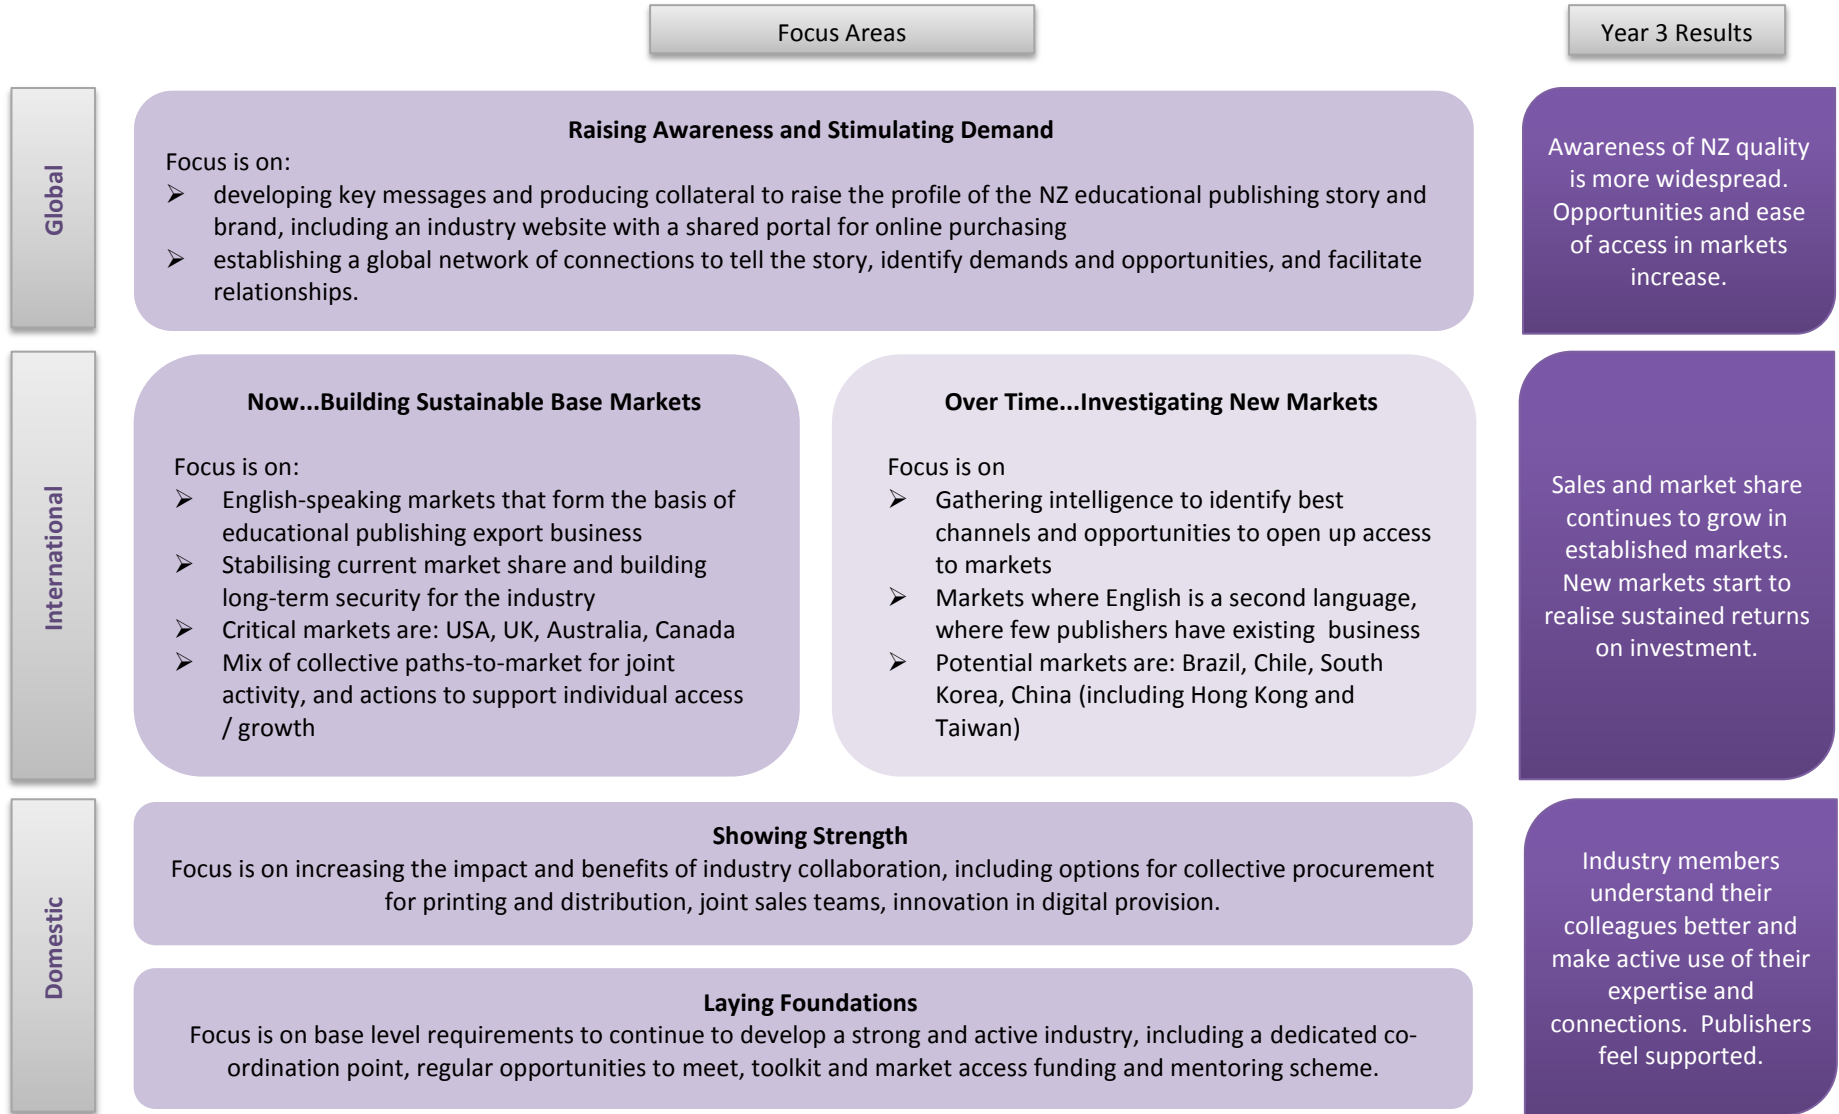 Focus Areas
Year 3 Results
Global
Raising Awareness and Stimulating Demand
Focus is on:
➢ developing key messages and producing collateral to raise the profile of the NZ educational publishing story and
brand, including an industry website with a shared portal for online purchasing
➢ establishing a global network of connections to tell the story, identify demands and opportunities, and facilitate
relationships.
Awareness of NZ quality
is more widespread.
Opportunities and ease
of access in markets
increase.
International
Now...Building Sustainable Base Markets
Focus is on:
➢ English-speaking markets that form the basis of
educational publishing export business
➢ Stabilising current market share and building
long-term security for the industry
➢ Critical markets are: USA, UK, Australia, Canada
➢ Mix of collective paths-to-market for joint
activity, and actions to support individual access
/ growth
Over Time...Investigating New Markets
Focus is on
➢ Gathering intelligence to identify best
channels and opportunities to open up access
to markets
➢ Markets where English is a second language,
where few publishers have existing business
➢ Potential markets are: Brazil, Chile, South
Korea, China (including Hong Kong and
Taiwan)
Sales and market share
continues to grow in
established markets.
New markets start to
realise sustained returns
on investment.
Domestic
Showing Strength
Focus is on increasing the impact and benefits of industry collaboration, including options for collective procurement
for printing and distribution, joint sales teams, innovation in digital provision.
Laying Foundations
Focus is on base level requirements to continue to develop a strong and active industry, including a dedicated co-
ordination point, regular opportunities to meet, toolkit and market access funding and mentoring scheme.
Industry members
understand their
colleagues better and
make active use of their
expertise and
connections. Publishers
feel supported.